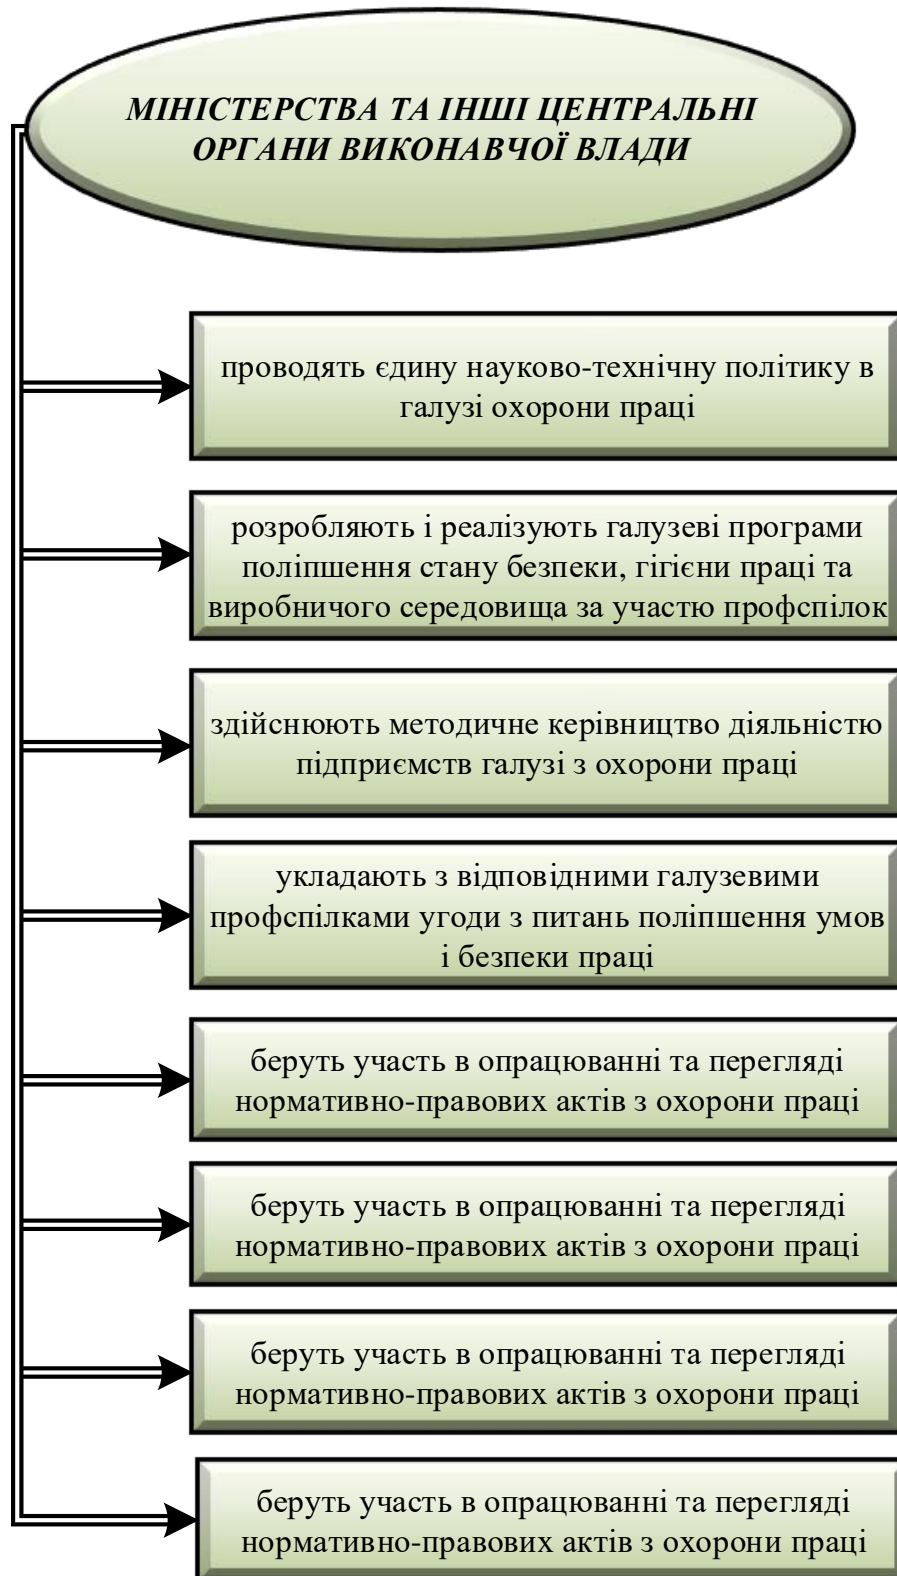 МІНІСТЕРСТВА ТА ІНШІ ЦЕНТРАЛЬНІ
ОРГАНИ ВИКОНАВЧОЇ ВЛАДИ
проводять єдину науково-технічну політику в
галузі охорони праці
розробляють і реалізують галузеві програми
поліпшення стану безпеки, гігієни праці та
виробничого середовища за участю профспілок
здійснюють методичне керівництво діяльністю
підприємств галузі з охорони праці
укладають з відповідними галузевими
профспілками угоди з питань поліпшення умов
і безпеки праці
беруть участь в опрацюванні та перегляді
нормативно-правових актів з охорони праці
беруть участь в опрацюванні та перегляді
нормативно-правових актів з охорони праці
беруть участь в опрацюванні та перегляді
нормативно-правових актів з охорони праці
беруть участь в опрацюванні та перегляді
нормативно-правових актів з охорони праці